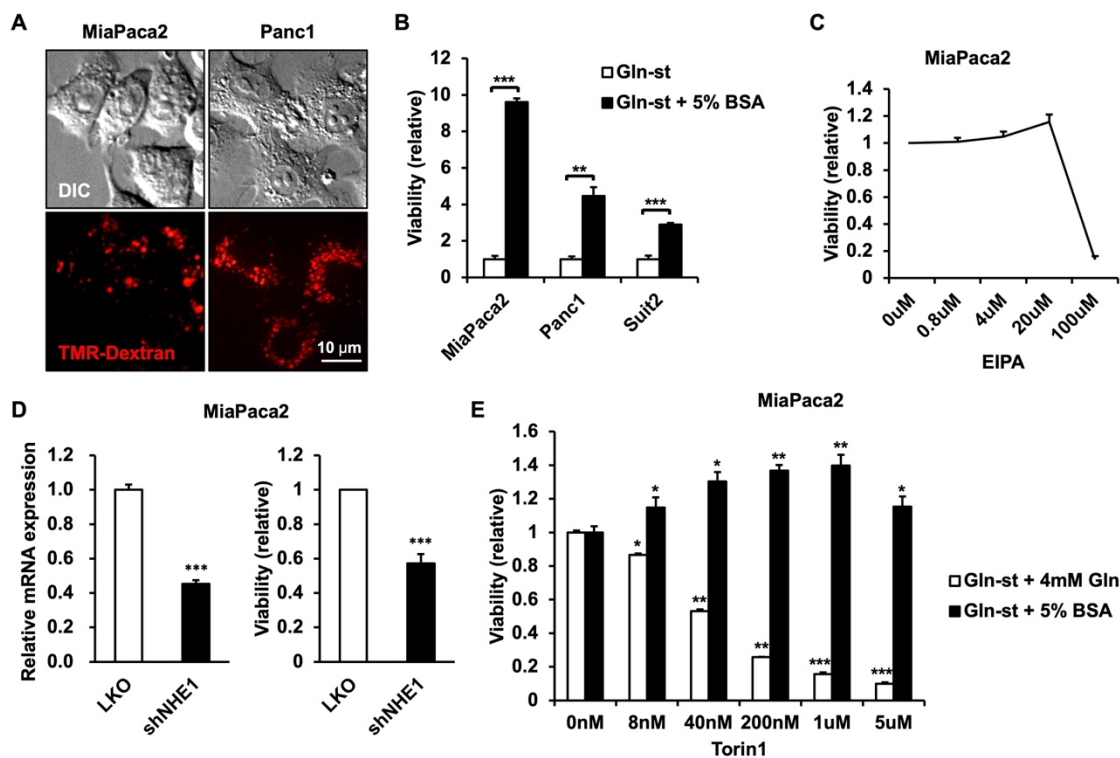 A
MiaPaca2
Panc1
DIC
TMR-Dextran
10 μm
B
Viability (relative)
12
10
8
6
4
2
0
***
**
***
Gln-st
Gln-st + 5% BSA
MiaPaca2
Panc1
Suit2
C
MiaPaca2
Viability (relative)
1.4
1.2
1
0.8
0.6
0.4
0.2
0
0uM
0.8uM
4uM
20uM
100uM
EIPA
D
MiaPaca2
Relative mRNA expression
1.2
1.0
0.8
0.6
0.4
0.2
0.0
***
LKO
shNHE1
Viability (relative)
1.2
1
0.8
0.6
0.4
0.2
0
***
LKO
shNHE1
E
MiaPaca2
Viability (relative)
1.6
1.4
1.2
1
0.8
0.6
0.4
0.2
0
*
*
**
*
**
**
***
**
***
*
0nM
8nM
40nM
200nM
1uM
5uM
Torin1
Gln-st + 4mM Gln
Gln-st + 5% BSA